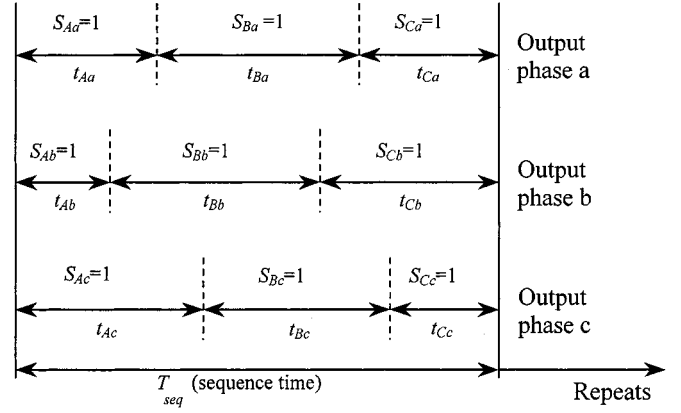 S_Aa=1 S_Ba=1 S_Ca=1
Output
phase a
t_Aa t_Ba t_Ca
S_Ab=1 S_Bb=1 S_Cb=1
Output
phase b
t_Ab t_Bb t_Cb
S_Ac=1 S_Bc=1 S_Cc=1
Output
phase c
t_Ac t_Bc t_Cc
T_seq (sequence time)
Repeats